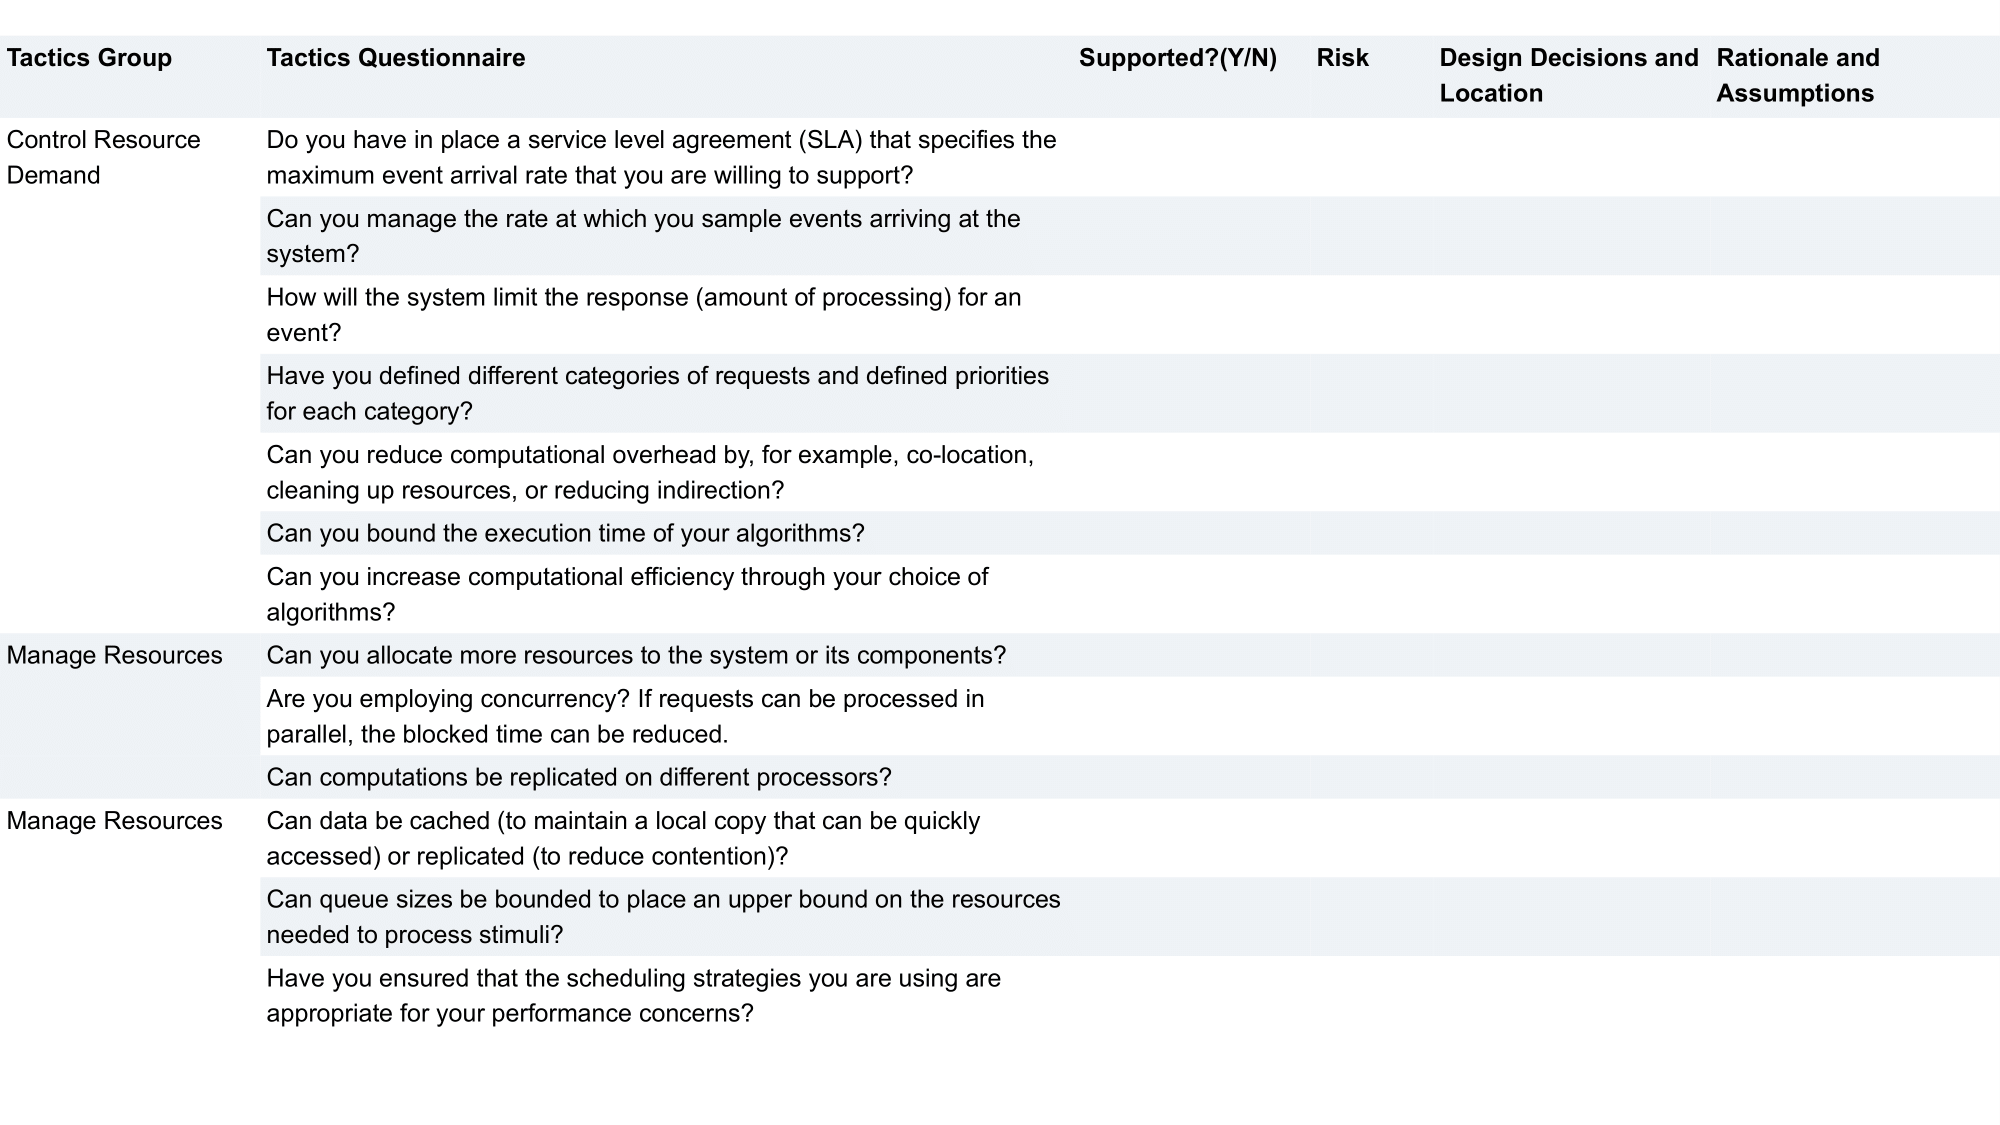 Tactics Group Tactics Questionnaire Supported?(Y/N) Risk Design Decisions and Location Rationale and Assumptions
Control Resource Demand
Do you have in place a service level agreement (SLA) that specifies the
maximum event arrival rate that you are willing to support?
Can you manage the rate at which you sample events arriving at the
system?
How will the system limit the response (amount of processing) for an
event?
Have you defined different categories of requests and defined priorities
for each category?
Can you reduce computational overhead by, for example, co-location,
cleaning up resources, or reducing indirection?
Can you bound the execution time of your algorithms?
Can you increase computational efficiency through your choice of
algorithms?
Manage Resources Can you allocate more resources to the system or its components?
Are you employing concurrency? If requests can be processed in
parallel, the blocked time can be reduced.
Can computations be replicated on different processors?
Manage Resources Can data be cached (to maintain a local copy that can be quickly
accessed) or replicated (to reduce contention)?
Can queue sizes be bounded to place an upper bound on the resources
needed to process stimuli?
Have you ensured that the scheduling strategies you are using are
appropriate for your performance concerns?